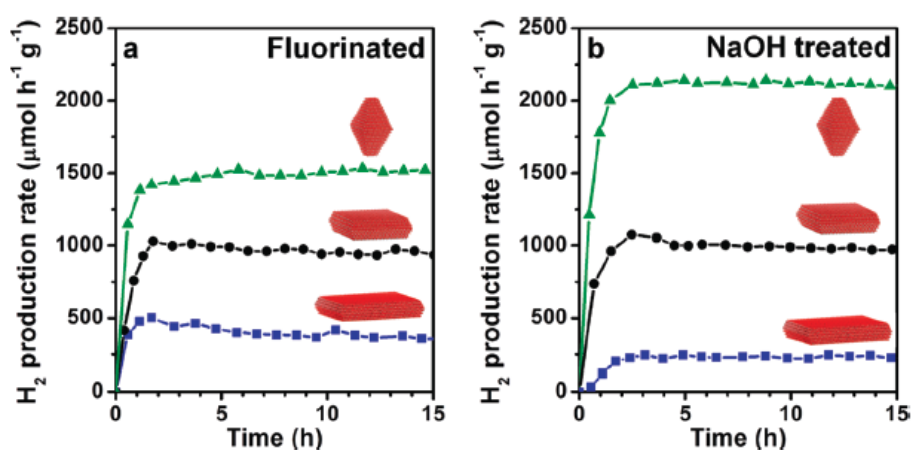 a Fluorinated
H₂ production rate (μmol h⁻¹ g⁻¹)
2500
2000
1500
1000
500
0
0 5 10 15
Time (h)
b NaOH treated
H₂ production rate (μmol h⁻¹ g⁻¹)
2500
2000
1500
1000
500
0
0 5 10 15
Time (h)